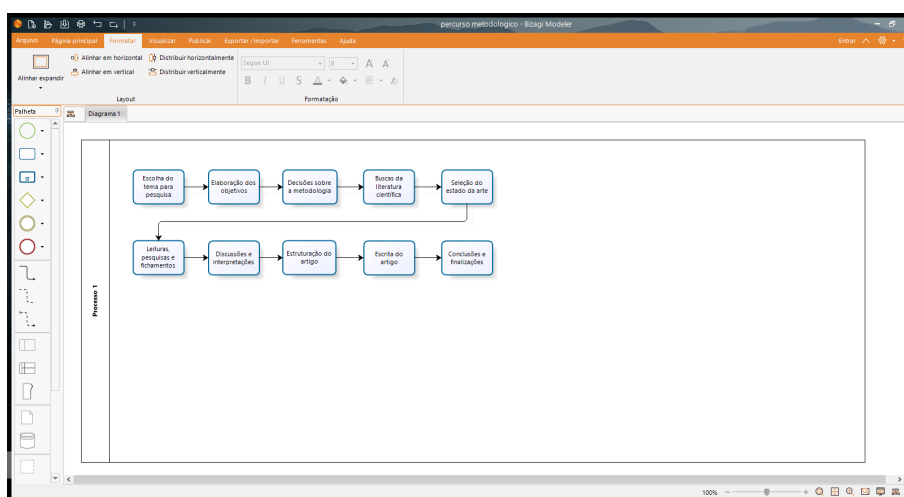 percurso metodologico - Bizagi Modeler
Arquivo Página principal Formatar Visualizar Publicar Exportar / Importar Ferramentas Ajuda Entrar
Alinhar expandir
Alinhar em horizontal Distribuir horizontalmente
Alinhar em vertical Distribuir verticalmente
Layout
Segoe UI 8 A A
B I U S A
Formatação
Palheta
Diagrama 1
Processo 1
Escolha do
tema para
pesquisa
Elaboração dos
objetivos
Decisões sobre
a metodologia
Buscas da
literatura
científica
Seleção do
estado da arte
Leituras,
pesquisas e
fichamentos
Discussões e
interpretações
Estruturação do
artigo
Escrita do
artigo
Conclusões e
finalizações
100%